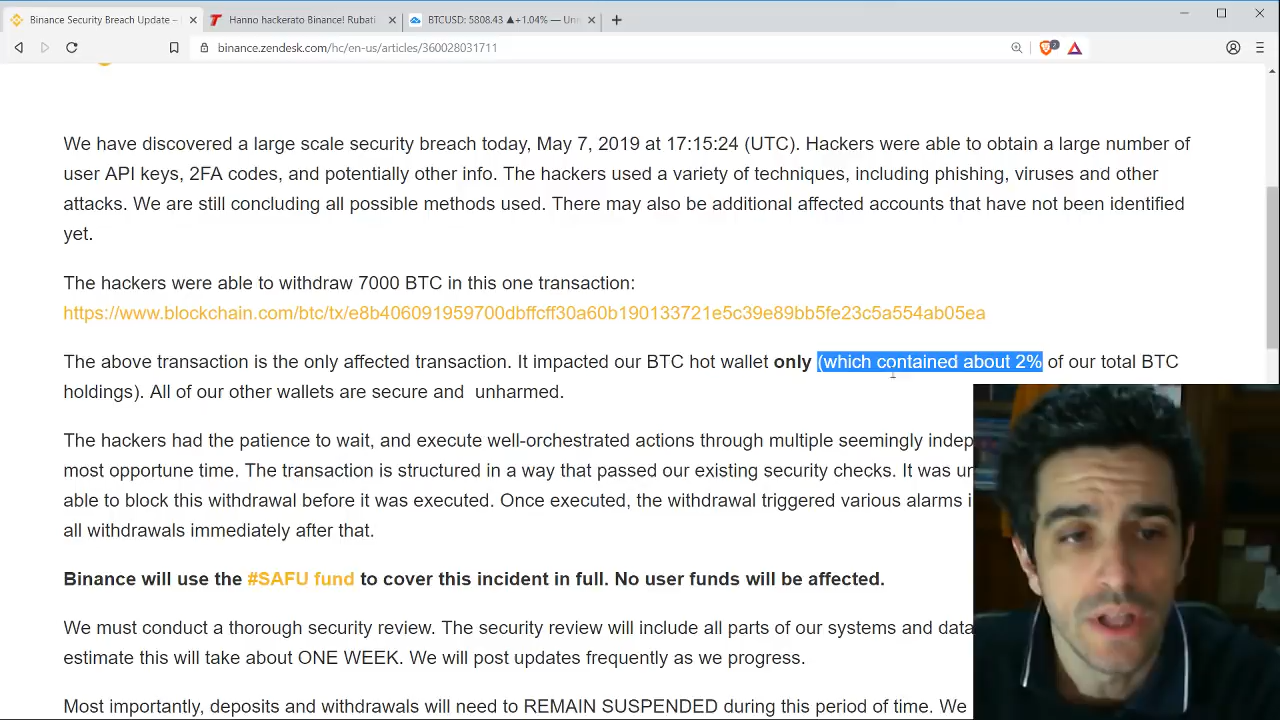 Binance Security Breach Update –
Hanno hackerato Binance! Rubati
BTCUSD: 5808.43 ▲+1.04% — Un
binance.zendesk.com/hc/en-us/articles/360028031711
2
We have discovered a large scale security breach today, May 7, 2019 at 17:15:24 (UTC). Hackers were able to obtain a large number of
user API keys, 2FA codes, and potentially other info. The hackers used a variety of techniques, including phishing, viruses and other
attacks. We are still concluding all possible methods used. There may also be additional affected accounts that have not been identified
yet.
The hackers were able to withdraw 7000 BTC in this one transaction:
https://www.blockchain.com/btc/tx/e8b406091959700dbffcff30a60b190133721e5c39e89bb5fe23c5a554ab05ea
The above transaction is the only affected transaction. It impacted our BTC hot wallet only (which contained about 2% of our total BTC
holdings). All of our other wallets are secure and unharmed.
The hackers had the patience to wait, and execute well-orchestrated actions through multiple seemingly indep
most opportune time. The transaction is structured in a way that passed our existing security checks. It was un
able to block this withdrawal before it was executed. Once executed, the withdrawal triggered various alarms i
all withdrawals immediately after that.
Binance will use the #SAFU fund to cover this incident in full. No user funds will be affected.
We must conduct a thorough security review. The security review will include all parts of our systems and data
estimate this will take about ONE WEEK. We will post updates frequently as we progress.
Most importantly, deposits and withdrawals will need to REMAIN SUSPENDED during this period of time. We